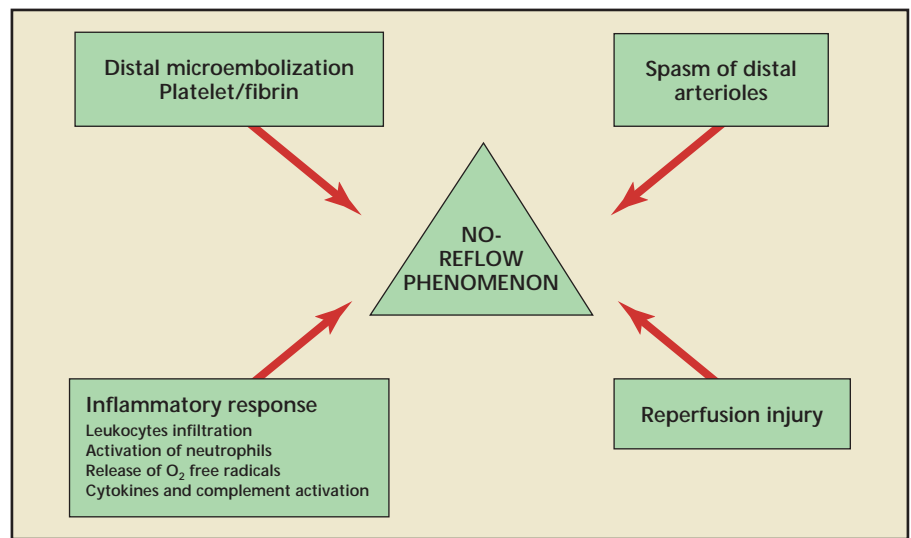 Distal microembolization
Platelet/fibrin
Spasm of distal
arterioles
NO-
REFLOW
PHENOMENON
Inflammatory response
Leukocytes infiltration
Activation of neutrophils
Release of O₂ free radicals
Cytokines and complement activation
Reperfusion injury